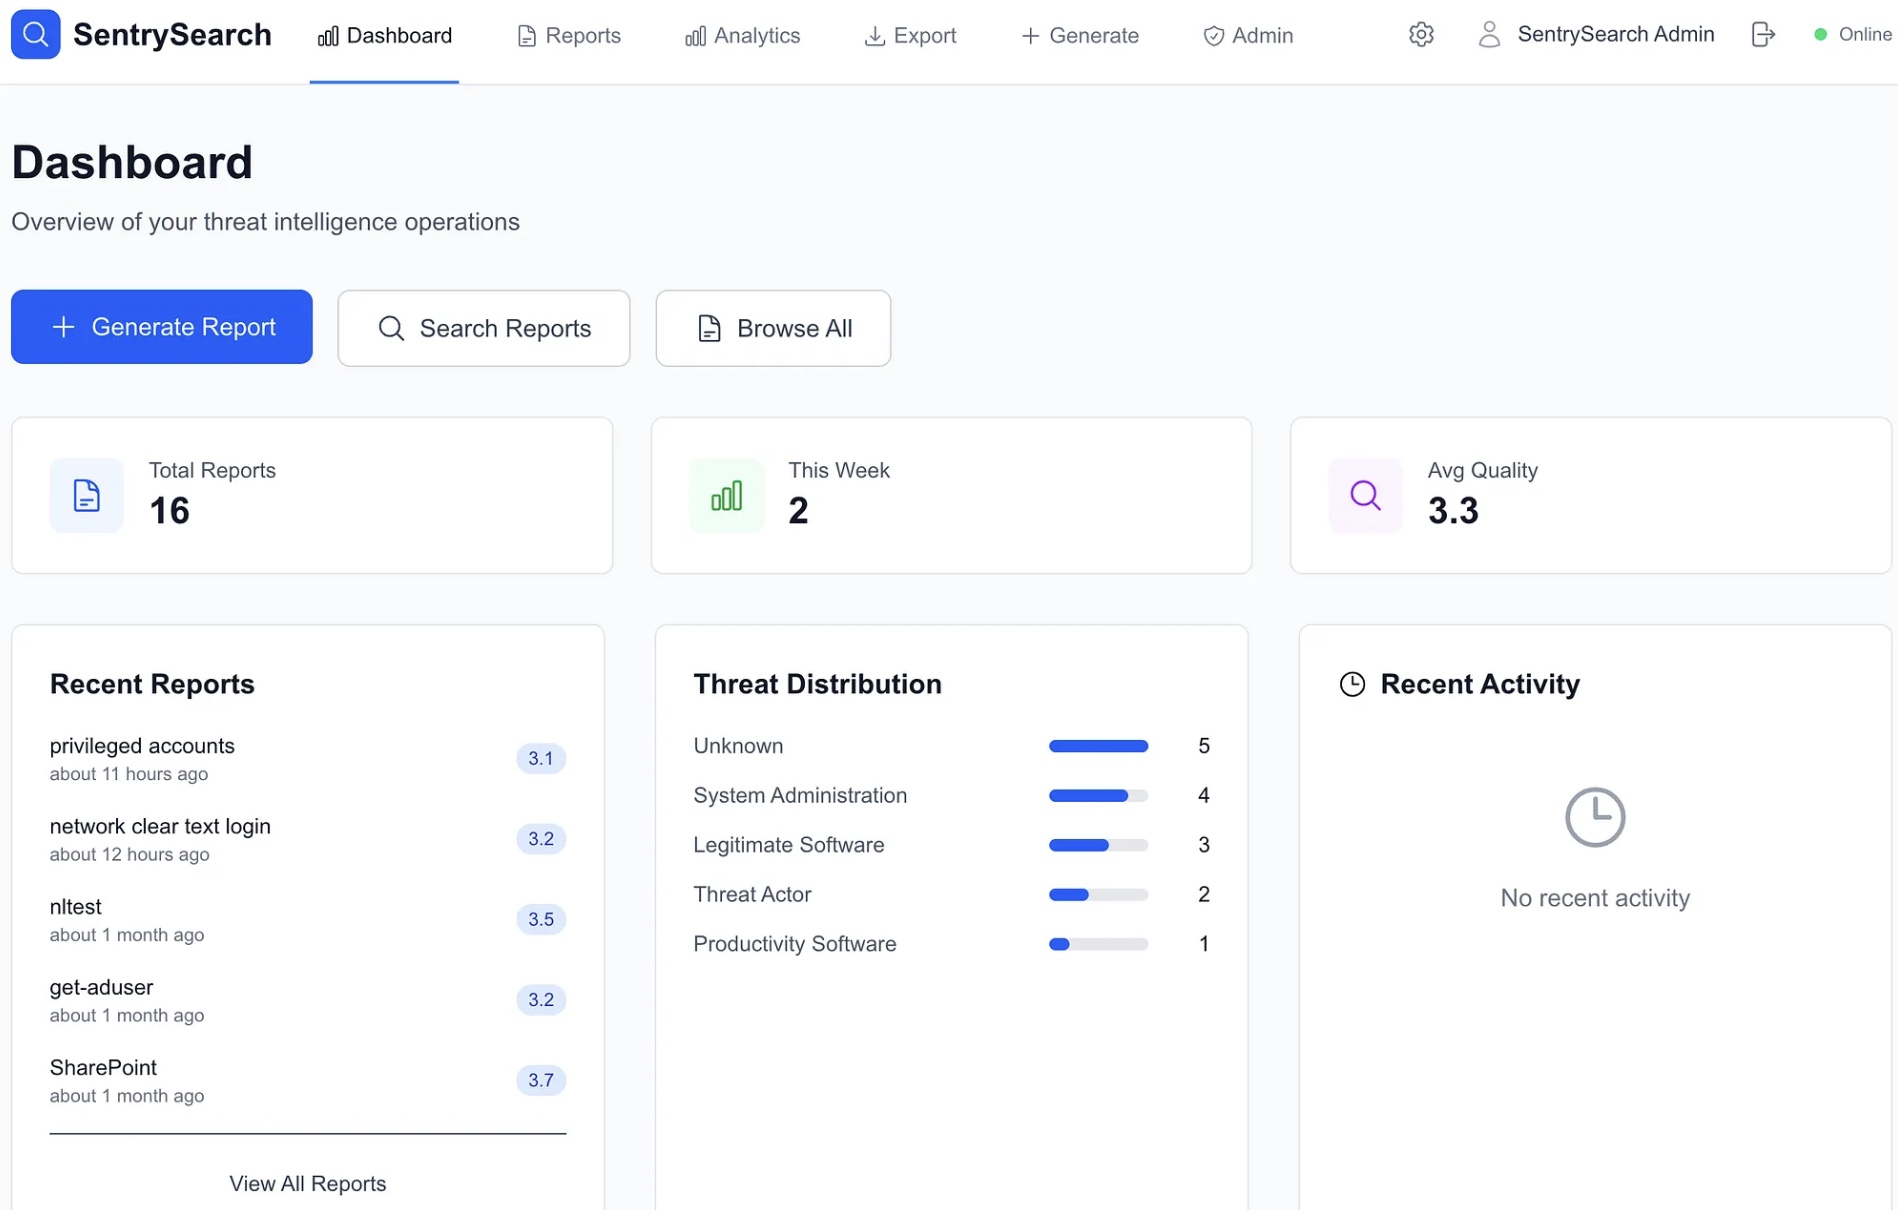 SentrySearch
Dashboard
Reports
Analytics
Export
Generate
Admin
SentrySearch Admin
Online
Dashboard
Overview of your threat intelligence operations
Generate Report
Search Reports
Browse All
Total Reports
16
This Week
2
Avg Quality
3.3
Recent Reports
privileged accounts
about 11 hours ago
3.1
network clear text login
about 12 hours ago
3.2
nltest
about 1 month ago
3.5
get-aduser
about 1 month ago
3.2
SharePoint
about 1 month ago
3.7
View All Reports
Threat Distribution
Unknown 5
System Administration 4
Legitimate Software 3
Threat Actor 2
Productivity Software 1
Recent Activity
No recent activity